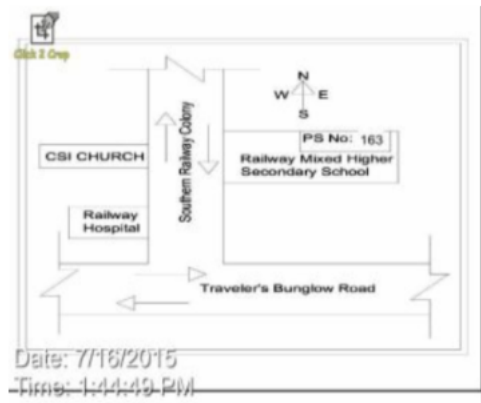 Click 2 Crop
N
W E
S
Southern Railway Colony
PS No: 163
CSI CHURCH
Railway Mixed Higher
Secondary School
Railway
Hospital
Traveler's Bunglow Road
Date: 7/16/2015
Time: 1:44:49 PM